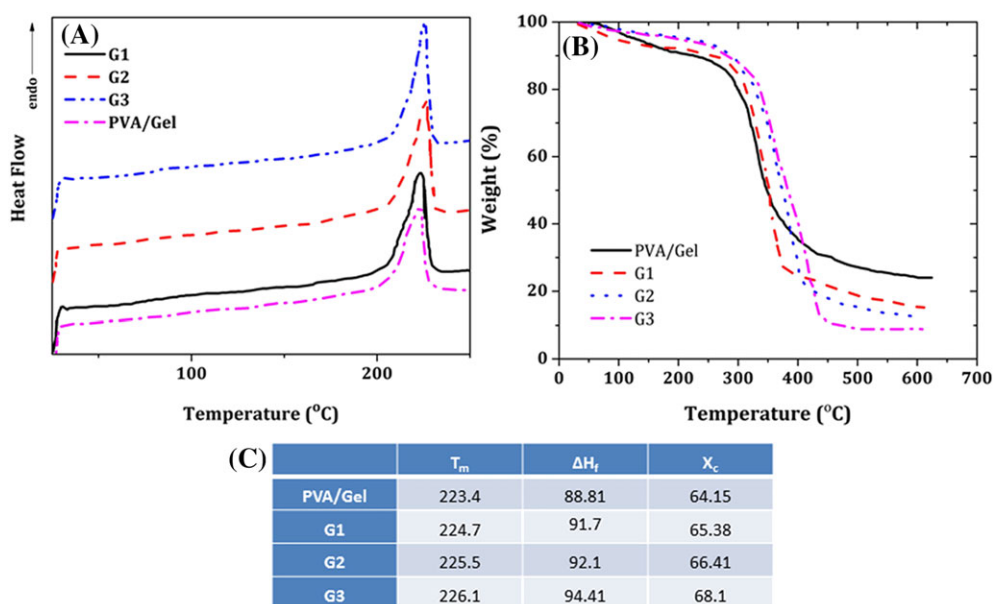 (A)
G1
G2
G3
PVA/Gel
endo
Heat Flow
100
200
Temperature (°C)
(B)
100
80
60
40
20
0
Weight (%)
PVA/Gel
G1
G2
G3
0
100
200
300
400
500
600
700
Temperature (°C)
(C)
Tm ΔHf Xc
PVA/Gel 223.4 88.81 64.15
G1 224.7 91.7 65.38
G2 225.5 92.1 66.41
G3 226.1 94.41 68.1